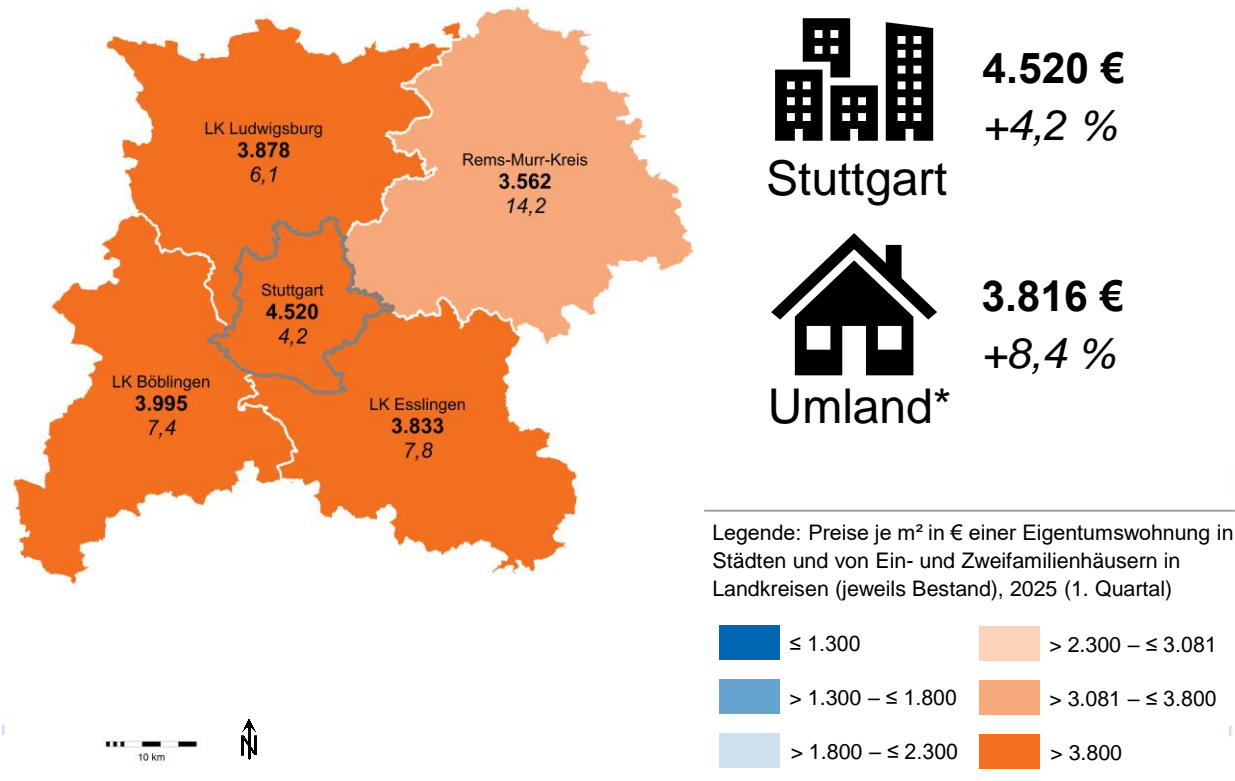 LK Ludwigsburg
3.878
6,1
Rems-Murr-Kreis
3.562
14,2
Stuttgart
4.520
4,2
LK Böblingen
3.995
7,4
LK Esslingen
3.833
7,8
10 km
N
4.520 €
+4,2 %
Stuttgart
3.816 €
+8,4 %
Umland*
Legende: Preise je m² in € einer Eigentumswohnung in
Städten und von Ein- und Zweifamilienhäusern in
Landkreisen (jeweils Bestand), 2025 (1. Quartal)
≤ 1.300
> 1.300 – ≤ 1.800
> 1.800 – ≤ 2.300
> 2.300 – ≤ 3.081
> 3.081 – ≤ 3.800
> 3.800